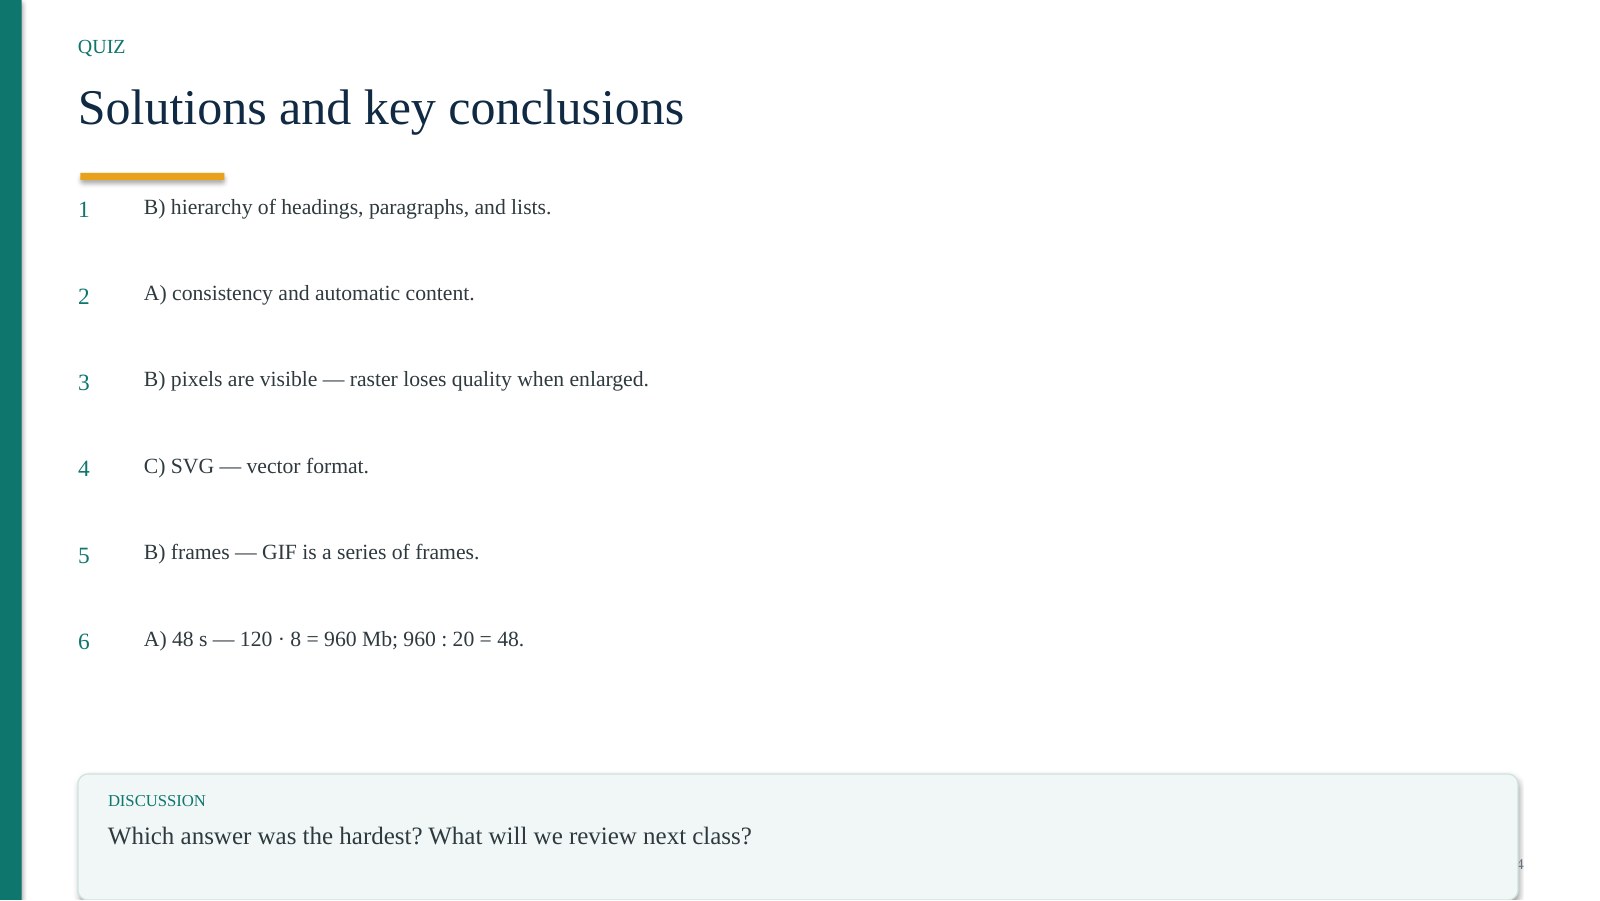 QUIZ
Solutions and key conclusions
1 B) hierarchy of headings, paragraphs, and lists.
2 A) consistency and automatic content.
3 B) pixels are visible — raster loses quality when enlarged.
4 C) SVG — vector format.
5 B) frames — GIF is a series of frames.
6 A) 48 s — 120 · 8 = 960 Mb; 960 : 20 = 48.
DISCUSSION
Which answer was the hardest? What will we review next class?